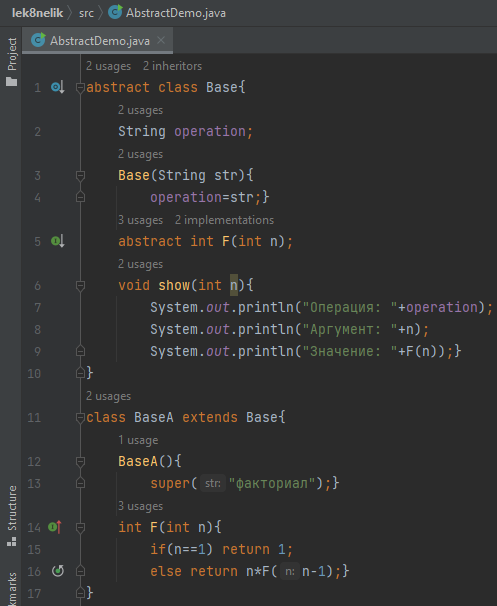 lek8nelik > src > AbstractDemo.java
Project
AbstractDemo.java ×
2 usages 2 inheritors
1 abstract class Base{
2 usages
2 String operation;
2 usages
3 Base(String str){
4 operation=str;}
3 usages 2 implementations
5 abstract int F(int n);
2 usages
6 void show(int n){
7 System.out.println("Операция: "+operation);
8 System.out.println("Аргумент: "+n);
9 System.out.println("Значение: "+F(n));}
10 }
2 usages
11 class BaseA extends Base{
1 usage
12 BaseA(){
13 super( str: "факториал");}
3 usages
14 int F(int n){
15 if(n==1) return 1;
16 else return n*F( n: n-1);}
17 }
Structure
kmarks